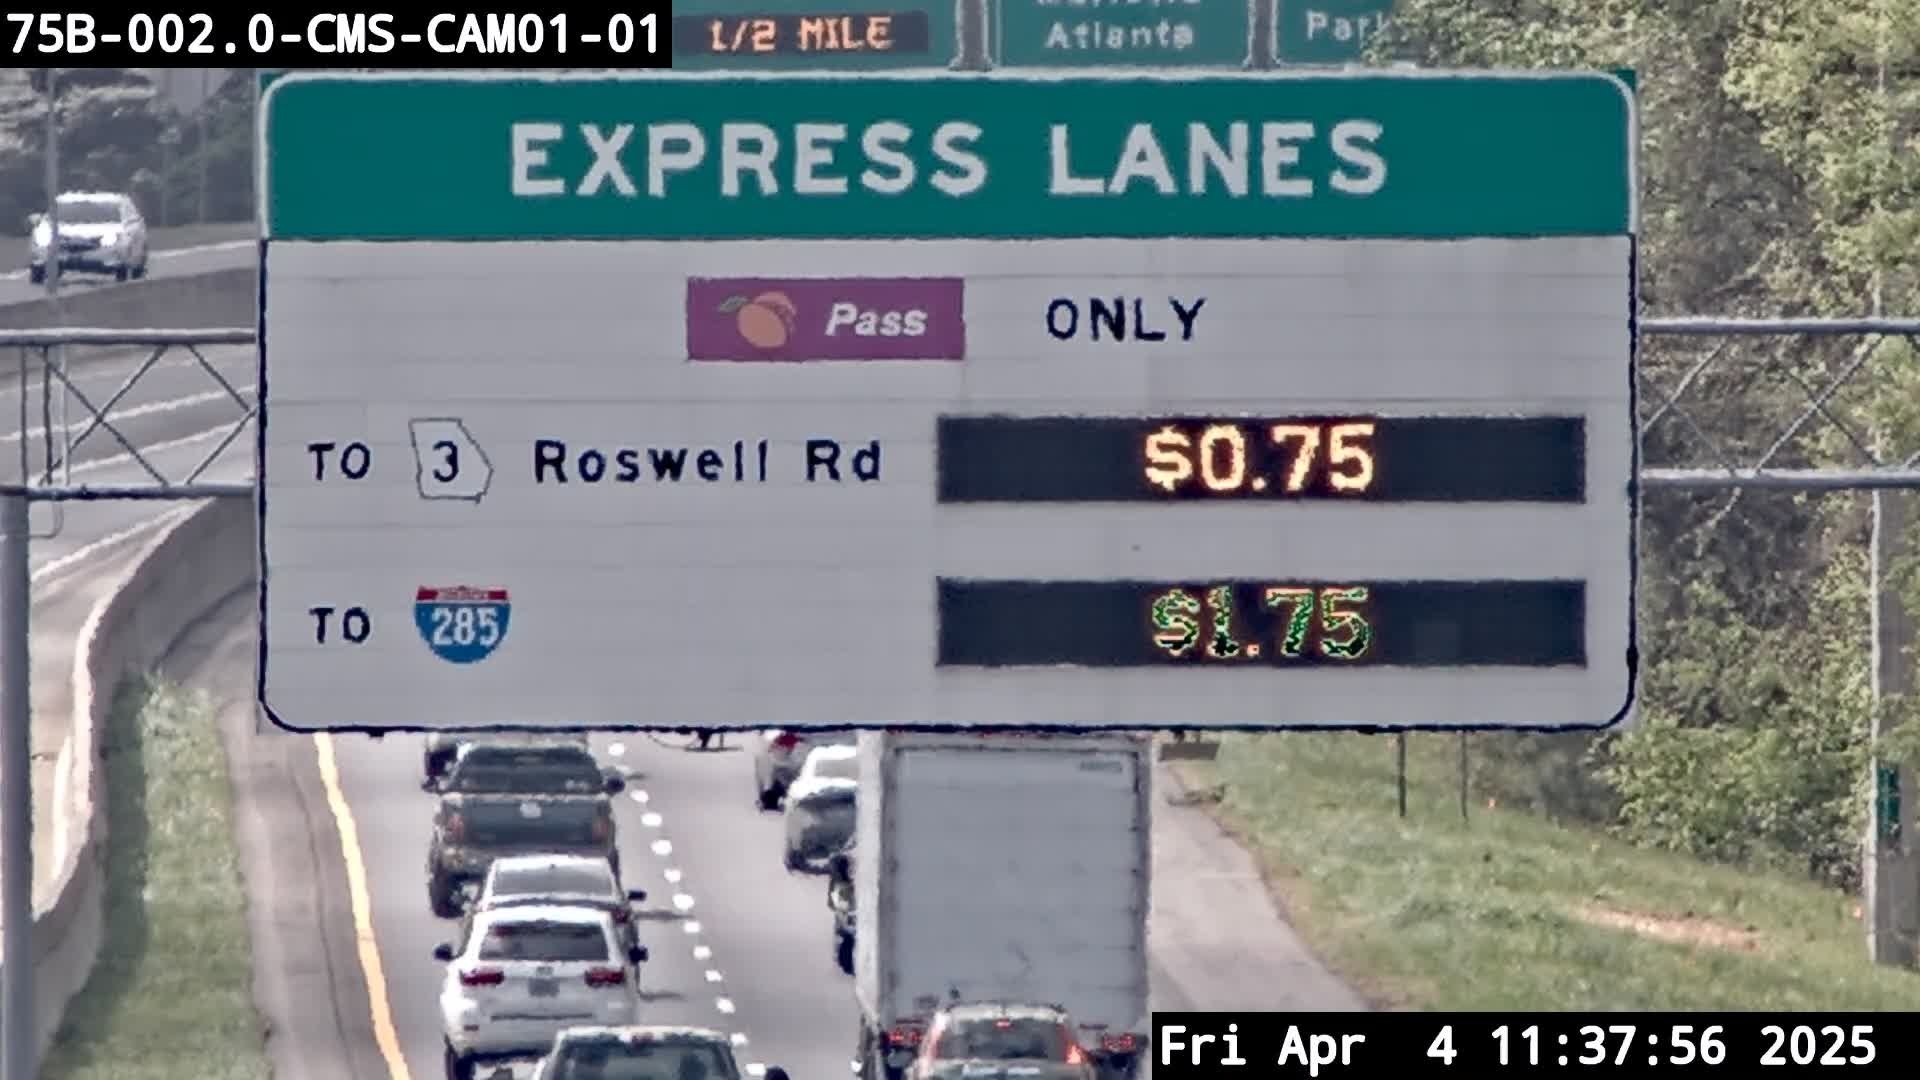 75B-002.0-CMS-CAM01-01
1/2 MILE
Atlanta
Park
EXPRESS LANES
Pass ONLY
TO 3 Roswell Rd $0.75
TO 285 $1.75
Fri Apr 4 11:37:56 2025